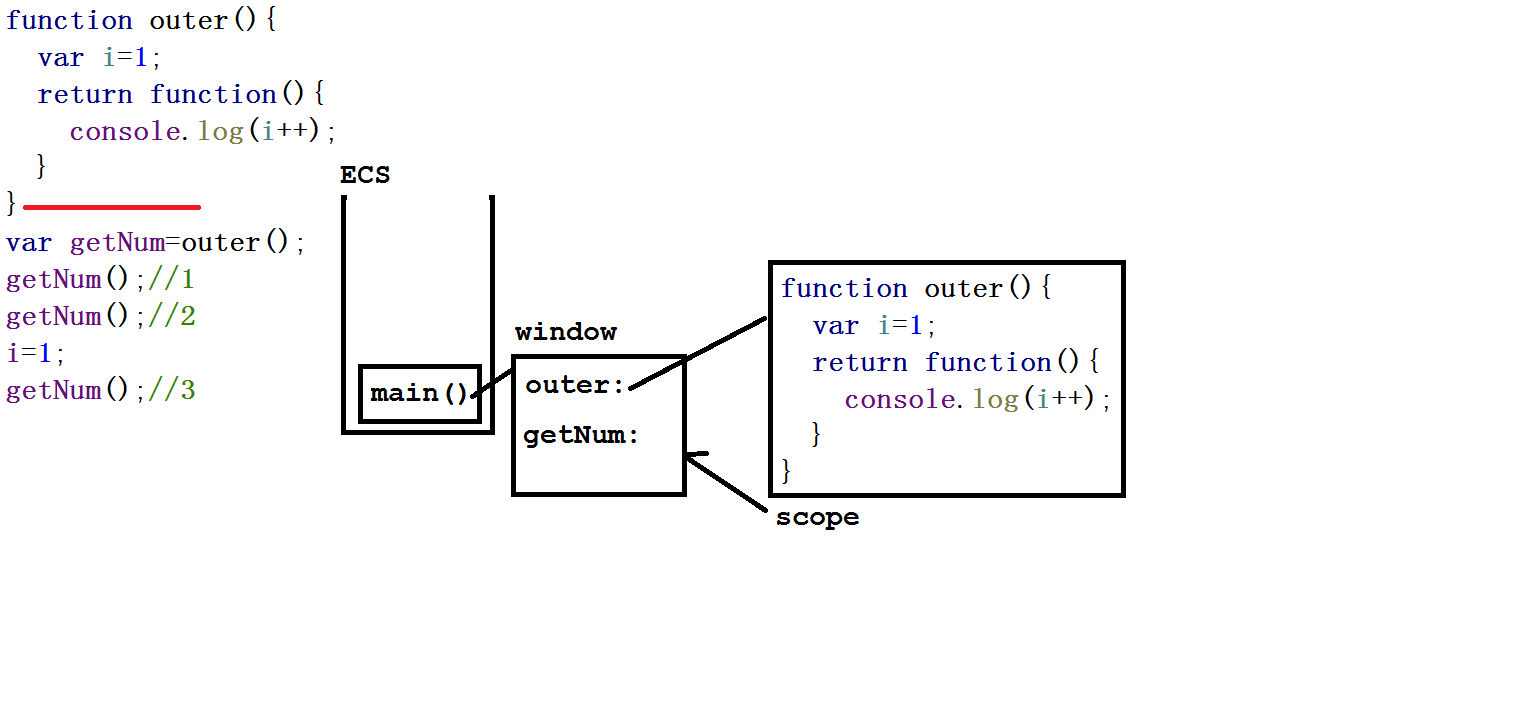 function outer(){
  var i=1;
  return function(){
    console.log(i++);
  }
}
var getNum=outer();
getNum();//1
getNum();//2
i=1;
getNum();//3
ECS
main()
window
outer:
getNum:
function outer(){
  var i=1;
  return function(){
    console.log(i++);
  }
}
scope